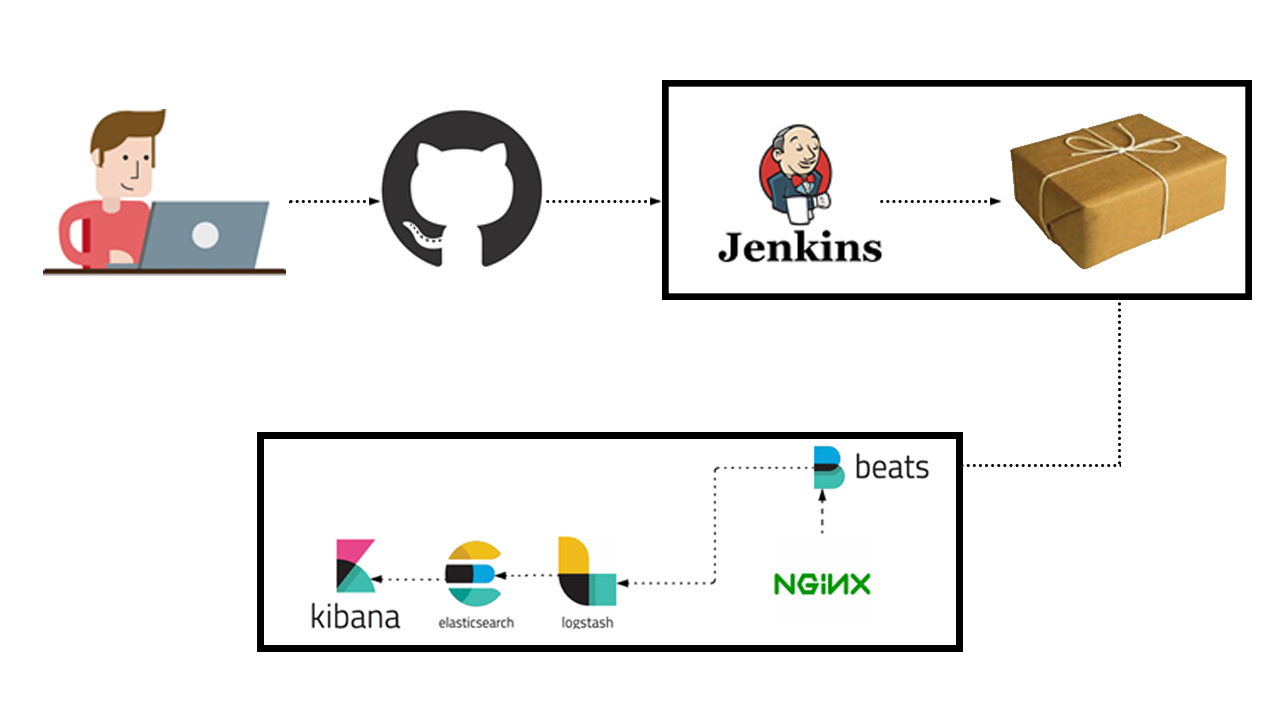 Jenkins
beats
NGiNX
kibana
elasticsearch
logstash